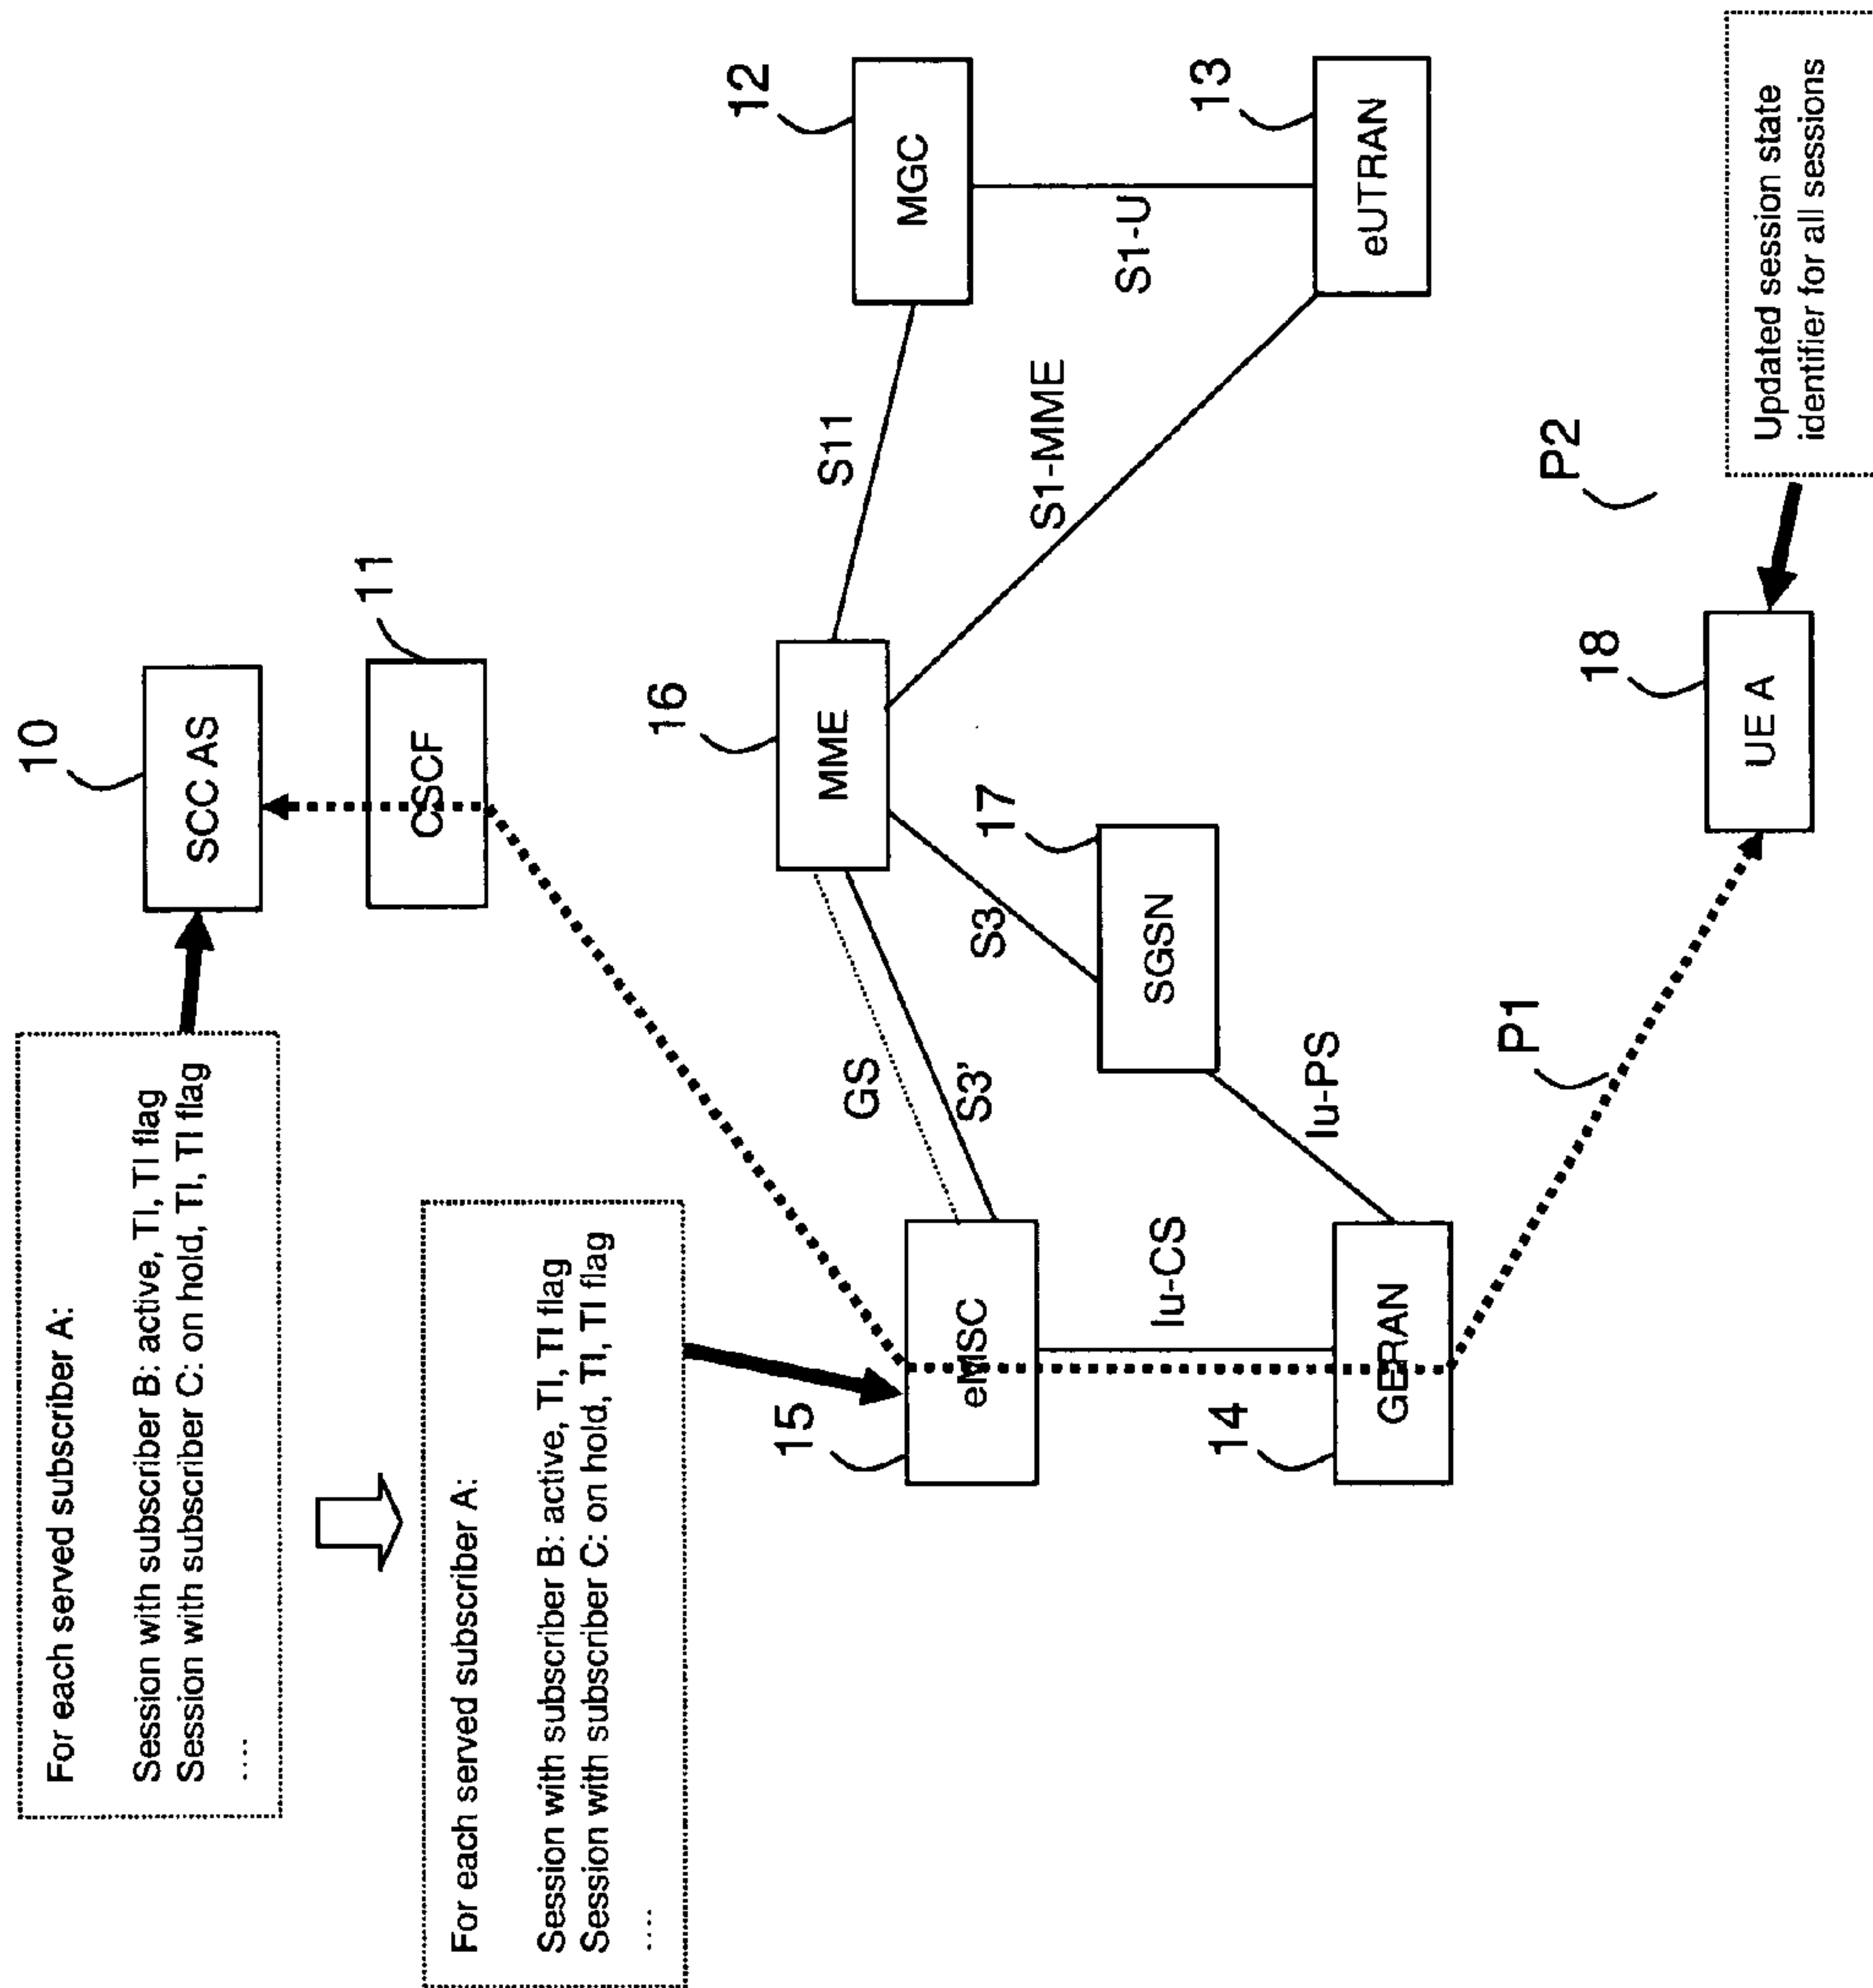 For each served subscriber A:
Session with subscriber B: active, TI, TI flag
Session with subscriber C: on hold, TI, TI flag
....
10
SCC AS
11
CSCF
For each served subscriber A:
Session with subscriber B: active, TI, TI flag
Session with subscriber C: on hold, TI, TI flag
....
16
MME
12
MGC
S11
GS
S3'
S3
15
eMSC
17
SGSN
S1-U
S1-MME
Iu-CS
Iu-PS
14
GERAN
13
eUTRAN
P1
P2
18
UE A
Updated session state
identifier for all sessions